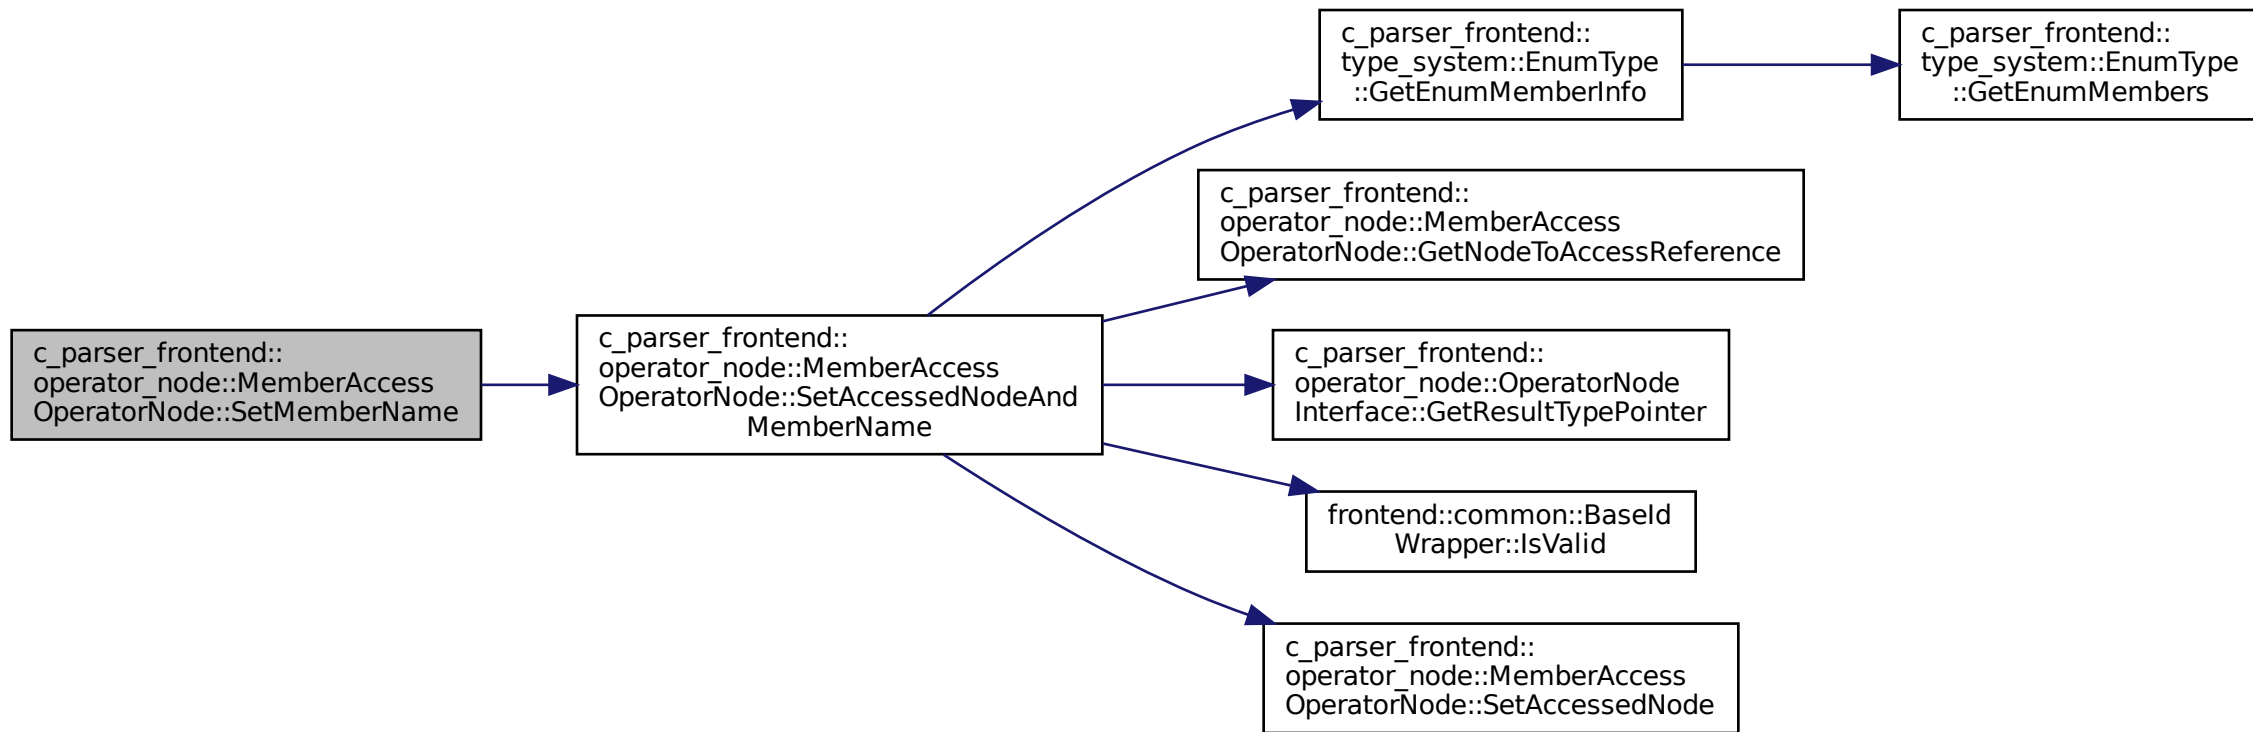 c_parser_frontend::
operator_node::MemberAccess
OperatorNode::SetMemberName
c_parser_frontend::
operator_node::MemberAccess
OperatorNode::SetAccessedNodeAnd
MemberName
c_parser_frontend::
type_system::EnumType
::GetEnumMemberInfo
c_parser_frontend::
type_system::EnumType
::GetEnumMembers
c_parser_frontend::
operator_node::MemberAccess
OperatorNode::GetNodeToAccessReference
c_parser_frontend::
operator_node::OperatorNode
Interface::GetResultTypePointer
frontend::common::BaseId
Wrapper::IsValid
c_parser_frontend::
operator_node::MemberAccess
OperatorNode::SetAccessedNode